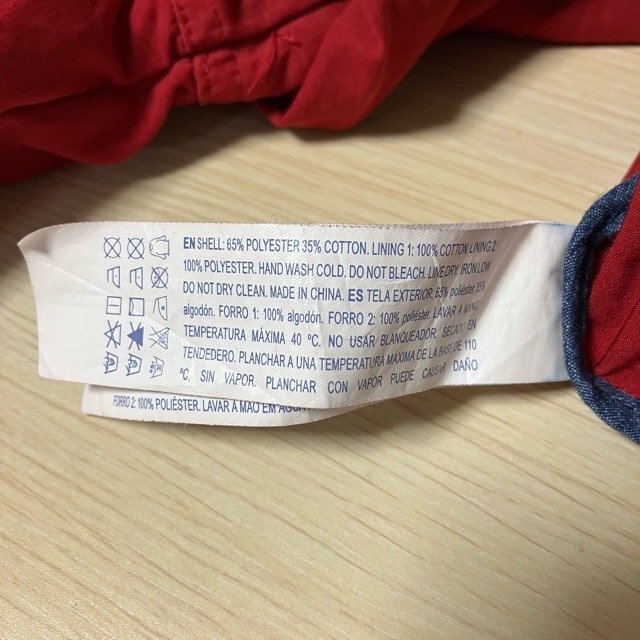 EN SHELL: 65% POLYESTER 35% COTTON. LINING 1: 100% COTTON LINING 2:
100% POLYESTER. HAND WASH COLD. DO NOT BLEACH. LINE DRY. IRON LOW.
DO NOT DRY CLEAN. MADE IN CHINA. ES TELA EXTERIOR: 65% poliéster 35%
algodón. FORRO 1: 100% algodón. FORRO 2: 100% poliéster. LAVAR A MANO
TEMPERATURA MÁXIMA 40 ºC. NO USAR BLANQUEADOR. SECADO EN
TENDEDERO. PLANCHAR A UNA TEMPERATURA MÁXIMA DE LA BASE DE 110
ºC SIN VAPOR. PLANCHAR CON VAPOR PUEDE CAUSAR DAÑO
FORRO 2: 100% POLIÉSTER. LAVAR À MÃO EM